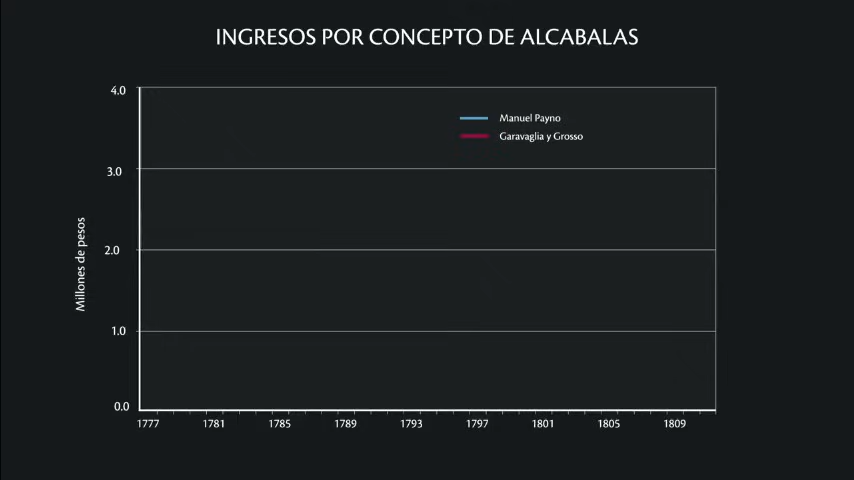 INGRESOS POR CONCEPTO DE ALCABALAS
4.0
Manuel Payno
Garavaglia y Grosso
3.0
Millones de pesos
2.0
1.0
0.0
1777 1781 1785 1789 1793 1797 1801 1805 1809